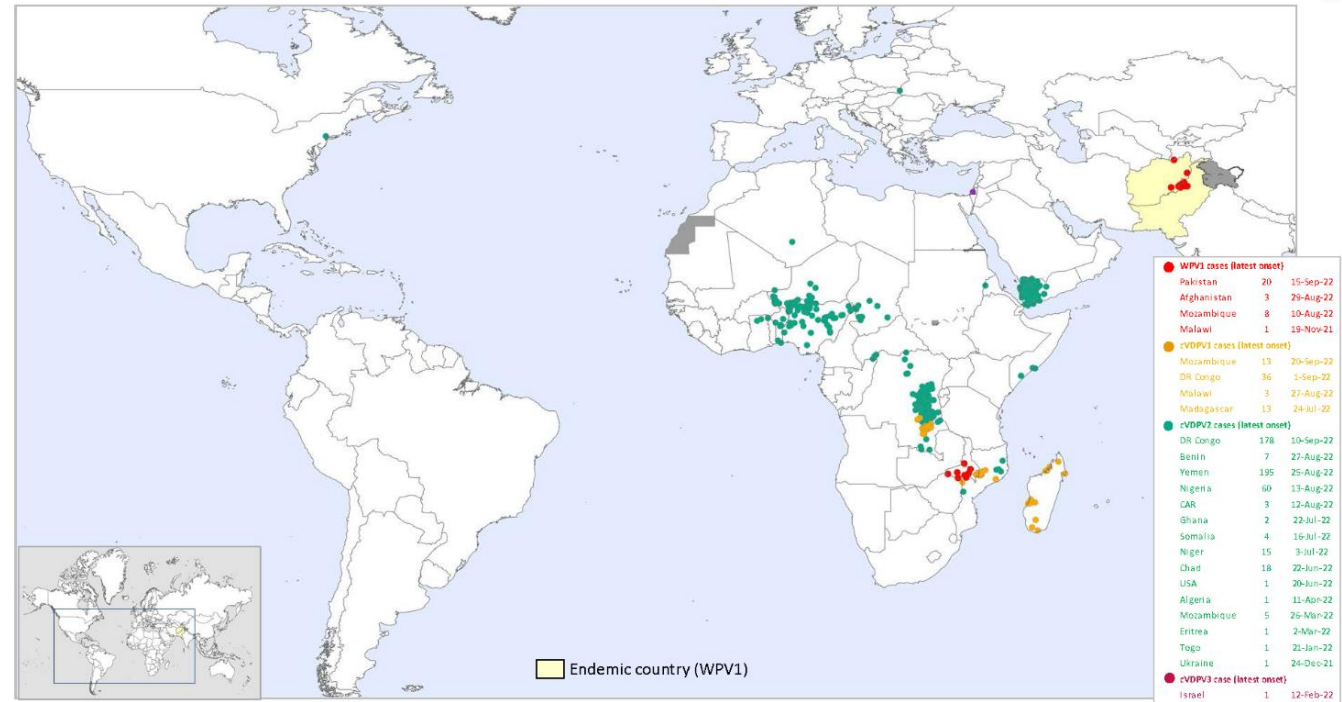 WPV1 cases (latest onset)
Pakistan 20 15-Sep-22
Afghanistan 3 29-Aug-22
Mozambique 8 10-Aug-22
Malawi 1 19-Nov-21
cVDPV1 cases (latest onset)
Mozambique 13 20-Sep-22
DR Congo 36 1-Sep-22
Malawi 3 27-Aug-22
Madagascar 13 24-Jul-22
cVDPV2 cases (latest onset)
DR Congo 178 10-Sep-22
Benin 7 27-Aug-22
Yemen 195 25-Aug-22
Nigeria 60 13-Aug-22
CAR 3 12-Aug-22
Ghana 2 22-Jul-22
Somalia 4 16-Jul-22
Niger 15 3-Jul-22
Chad 18 22-Jun-22
USA 1 20-Jun-22
Algeria 1 11-Apr-22
Mozambique 5 26-Mar-22
Eritrea 1 2-Mar-22
Togo 1 21-Jan-22
Ukraine 1 24-Dec-21
cVDPV3 case (latest onset)
Israel 1 12-Feb-22
Endemic country (WPV1)